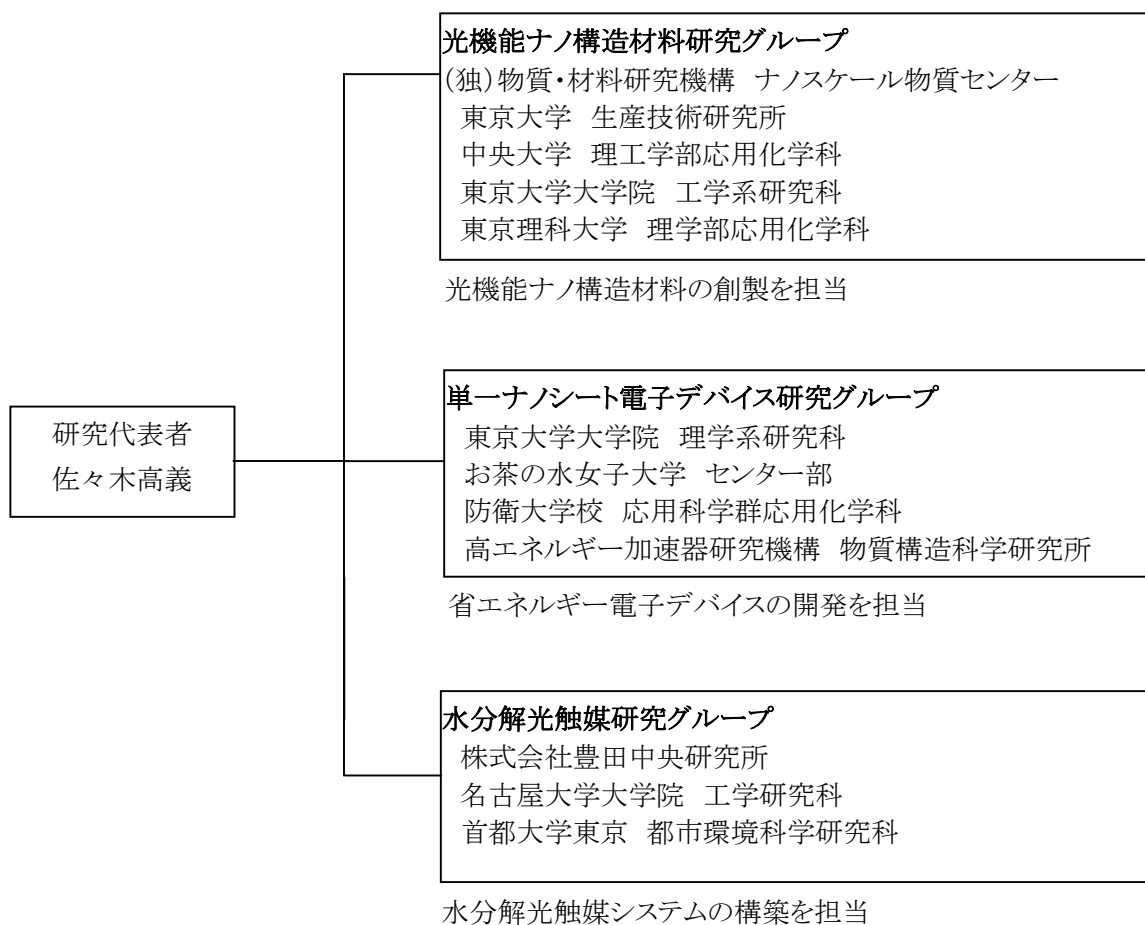 光機能ナノ構造材料研究グループ
(独)物質・材料研究機構 ナノスケール物質センター
東京大学 生産技術研究所
中央大学 理工学部応用化学科
東京大学大学院 工学系研究科
東京理科大学 理学部応用化学科
光機能ナノ構造材料の創製を担当
研究代表者
佐々木高義
単一ナノシート電子デバイス研究グループ
東京大学大学院 理学系研究科
お茶の水女子大学 センター部
防衛大学校 応用科学群応用化学科
高エネルギー加速器研究機構 物質構造科学研究所
省エネルギー電子デバイスの開発を担当
水分解光触媒研究グループ
株式会社豊田中央研究所
名古屋大学大学院 工学研究科
首都大学東京 都市環境科学研究科
水分解光触媒システムの構築を担当